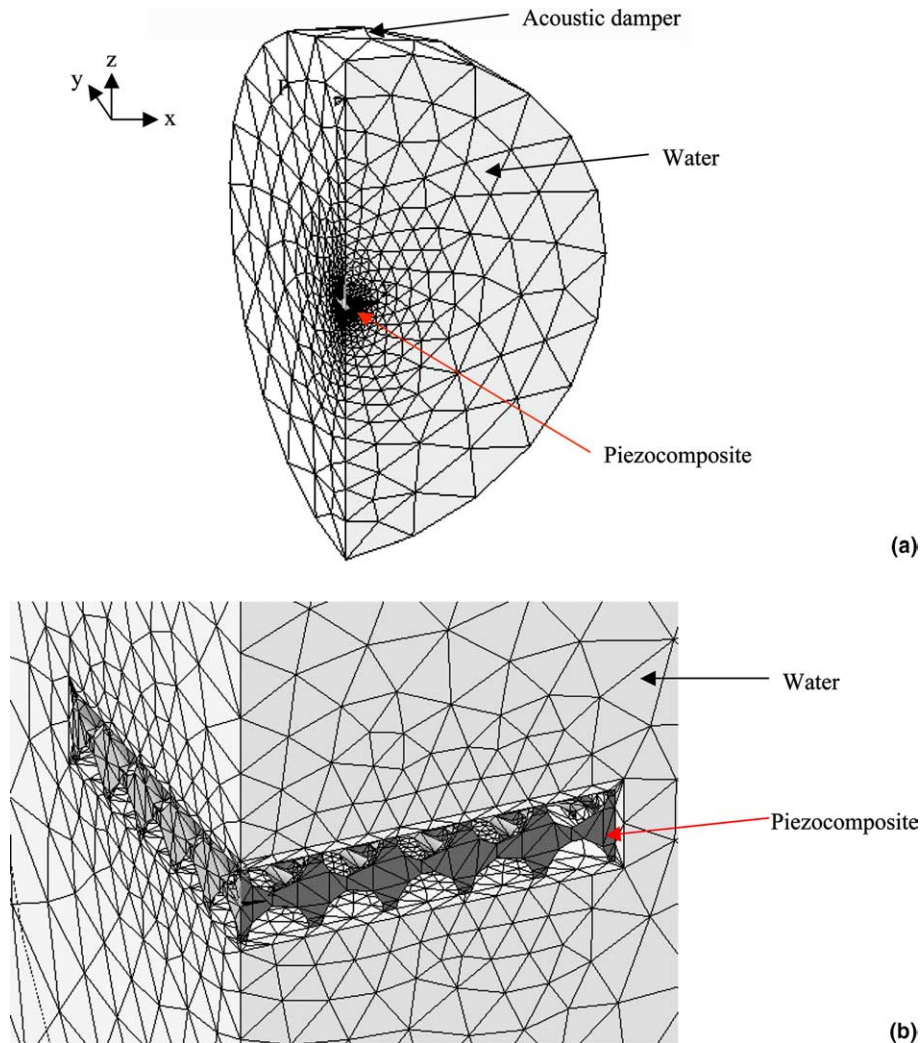 Acoustic damper
z
y
x
Water
Piezocomposite
(a)
Water
Piezocomposite
(b)